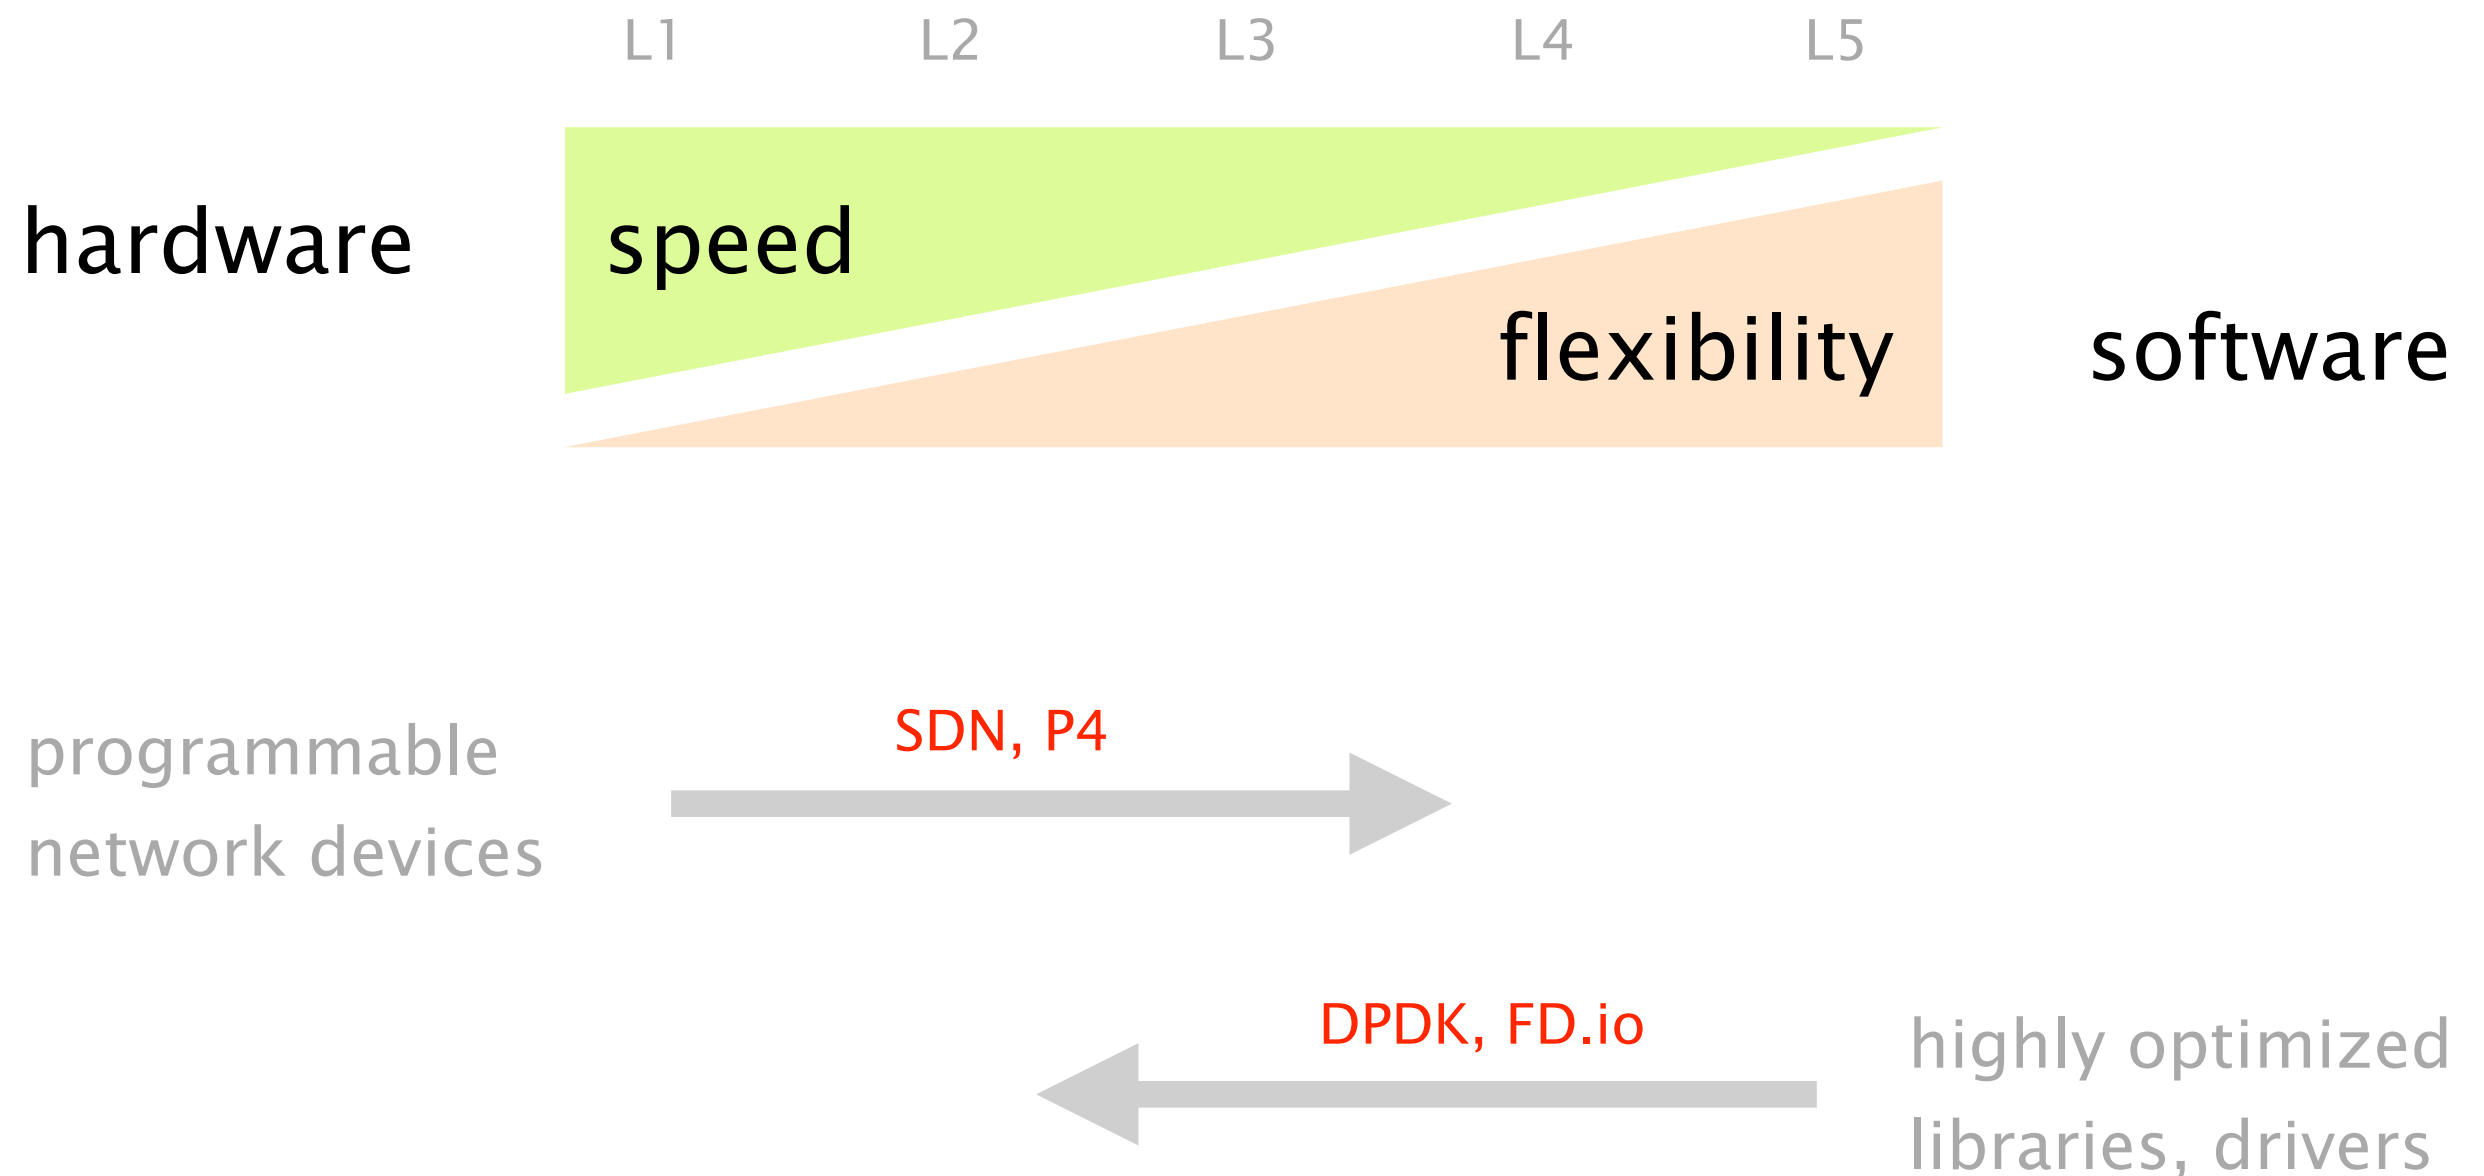 L1 L2 L3 L4 L5
hardware speed
flexibility software
SDN, P4
programmable
network devices
DPDK, FD.io
highly optimized
libraries, drivers